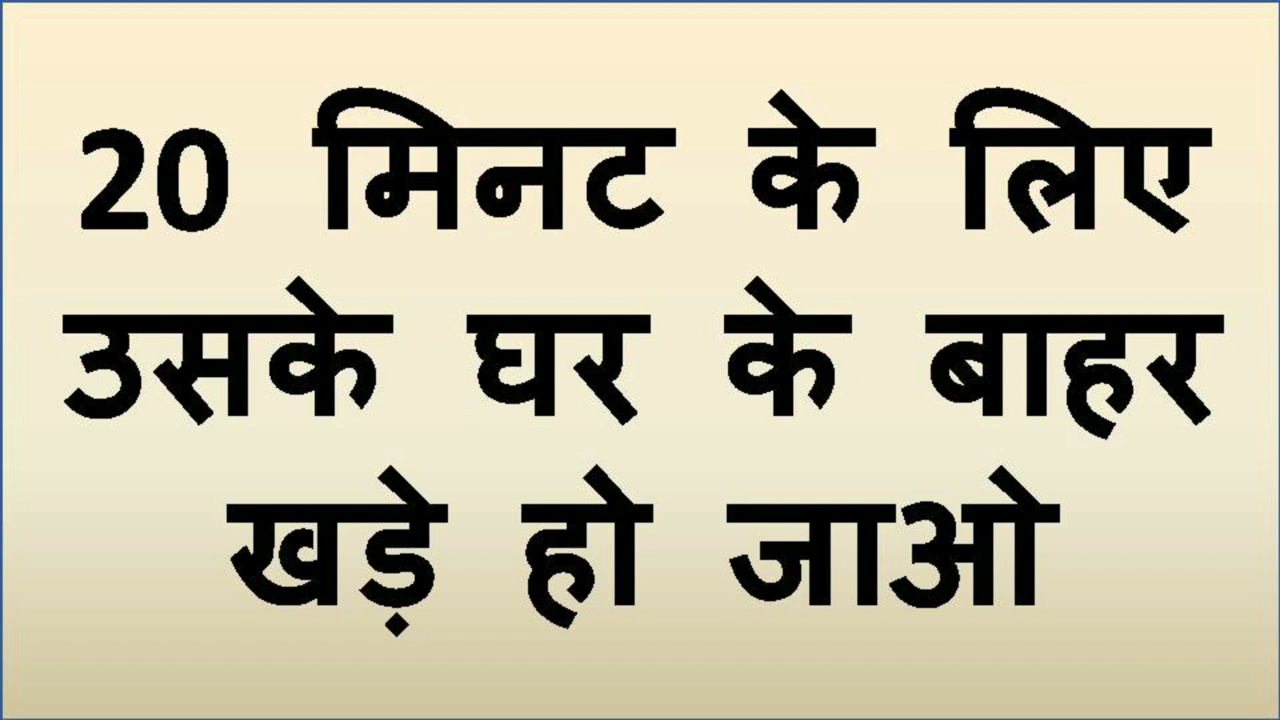 20 मिनट के लिए
उसके घर के बाहर
खड़े हो जाओ